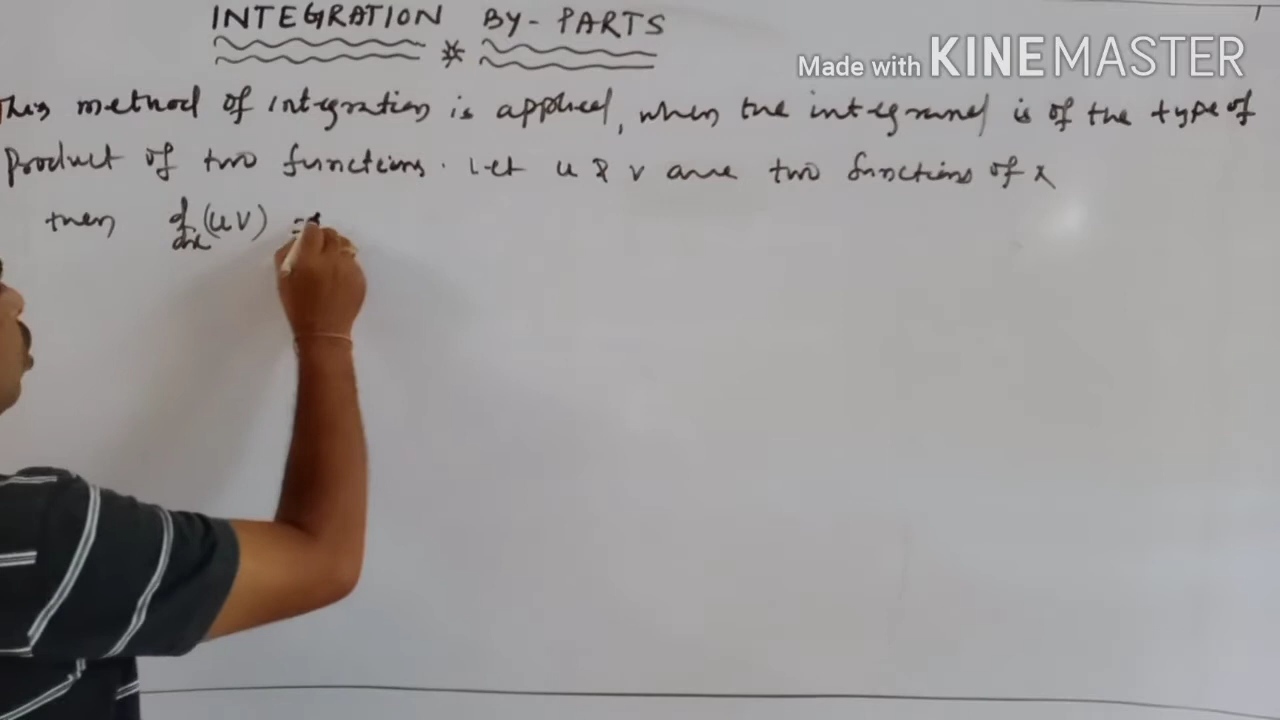 INTEGRATION BY-PARTS
Made with KINEMASTER
This method of integration is applied, when the integrand is of the type of
product of two functions. Let u & v are two functions of x
then d/dx (uv) =